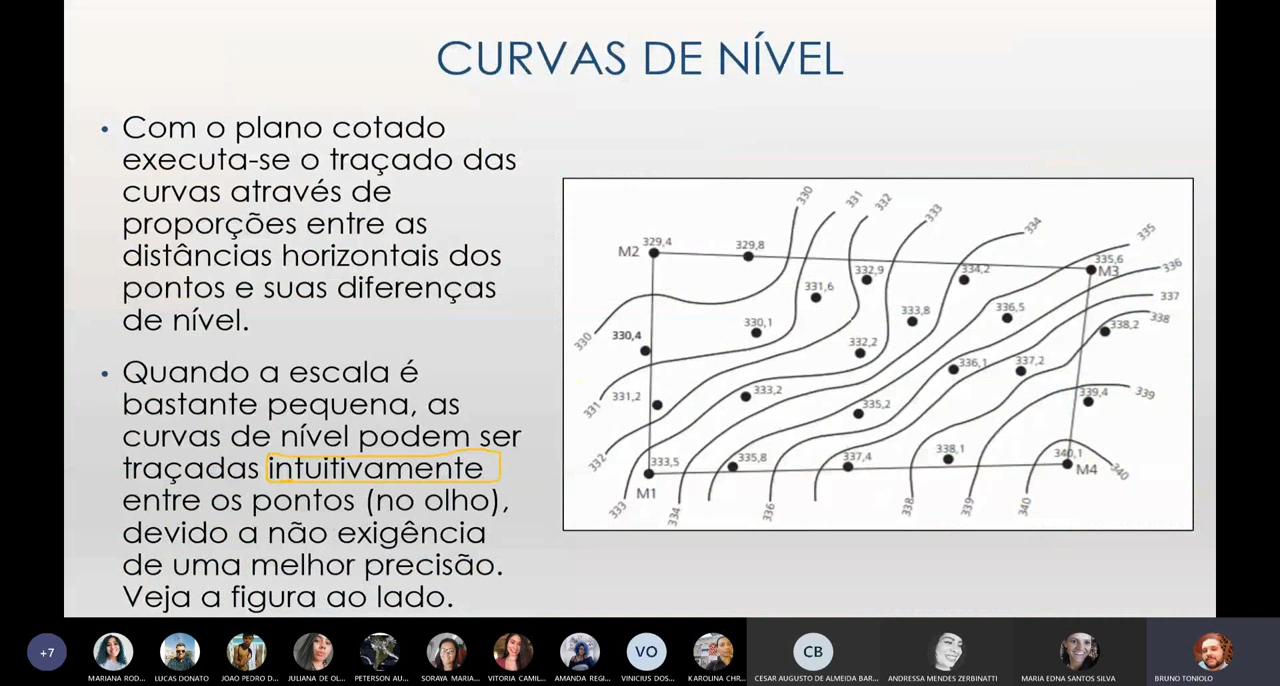 CURVAS DE NÍVEL
• Com o plano cotado
executa-se o traçado das
curvas através de
proporções entre as
distâncias horizontais dos
pontos e suas diferenças
de nível.
• Quando a escala é
bastante pequena, as
curvas de nível podem ser
traçadas intuitivamente
entre os pontos (no olho),
devido a não exigência
de uma melhor precisão.
Veja a figura ao lado.
330 331 332 333 334 335
M2 329,4 329,8 332,9 334,2 335,6 M3 336
331,6 337
330 330,1 333,8 336,5 338,2 338
330,4 332,2
336,1 337,2
331 331,2 333,2 335,2 339,4 339
332 333,5 335,8 337,4 338,1 340,1 M4 340
M1
333 334 336 338 339 340
+7 VO CB
MARIANA ROD... LUCAS DONATO JOAO PEDRO D... JULIANA DE OL... PETERSON AU... SORAYA MARIA... VITORIA CAMIL... AMANDA REGI... VINICIUS DOS... KAROLINA CHR... CESAR AUGUSTO DE ALMEIDA BAR... ANDRESSA MENDES ZERBINATTI MARIA EDNA SANTOS SILVA BRUNO TONIOLO